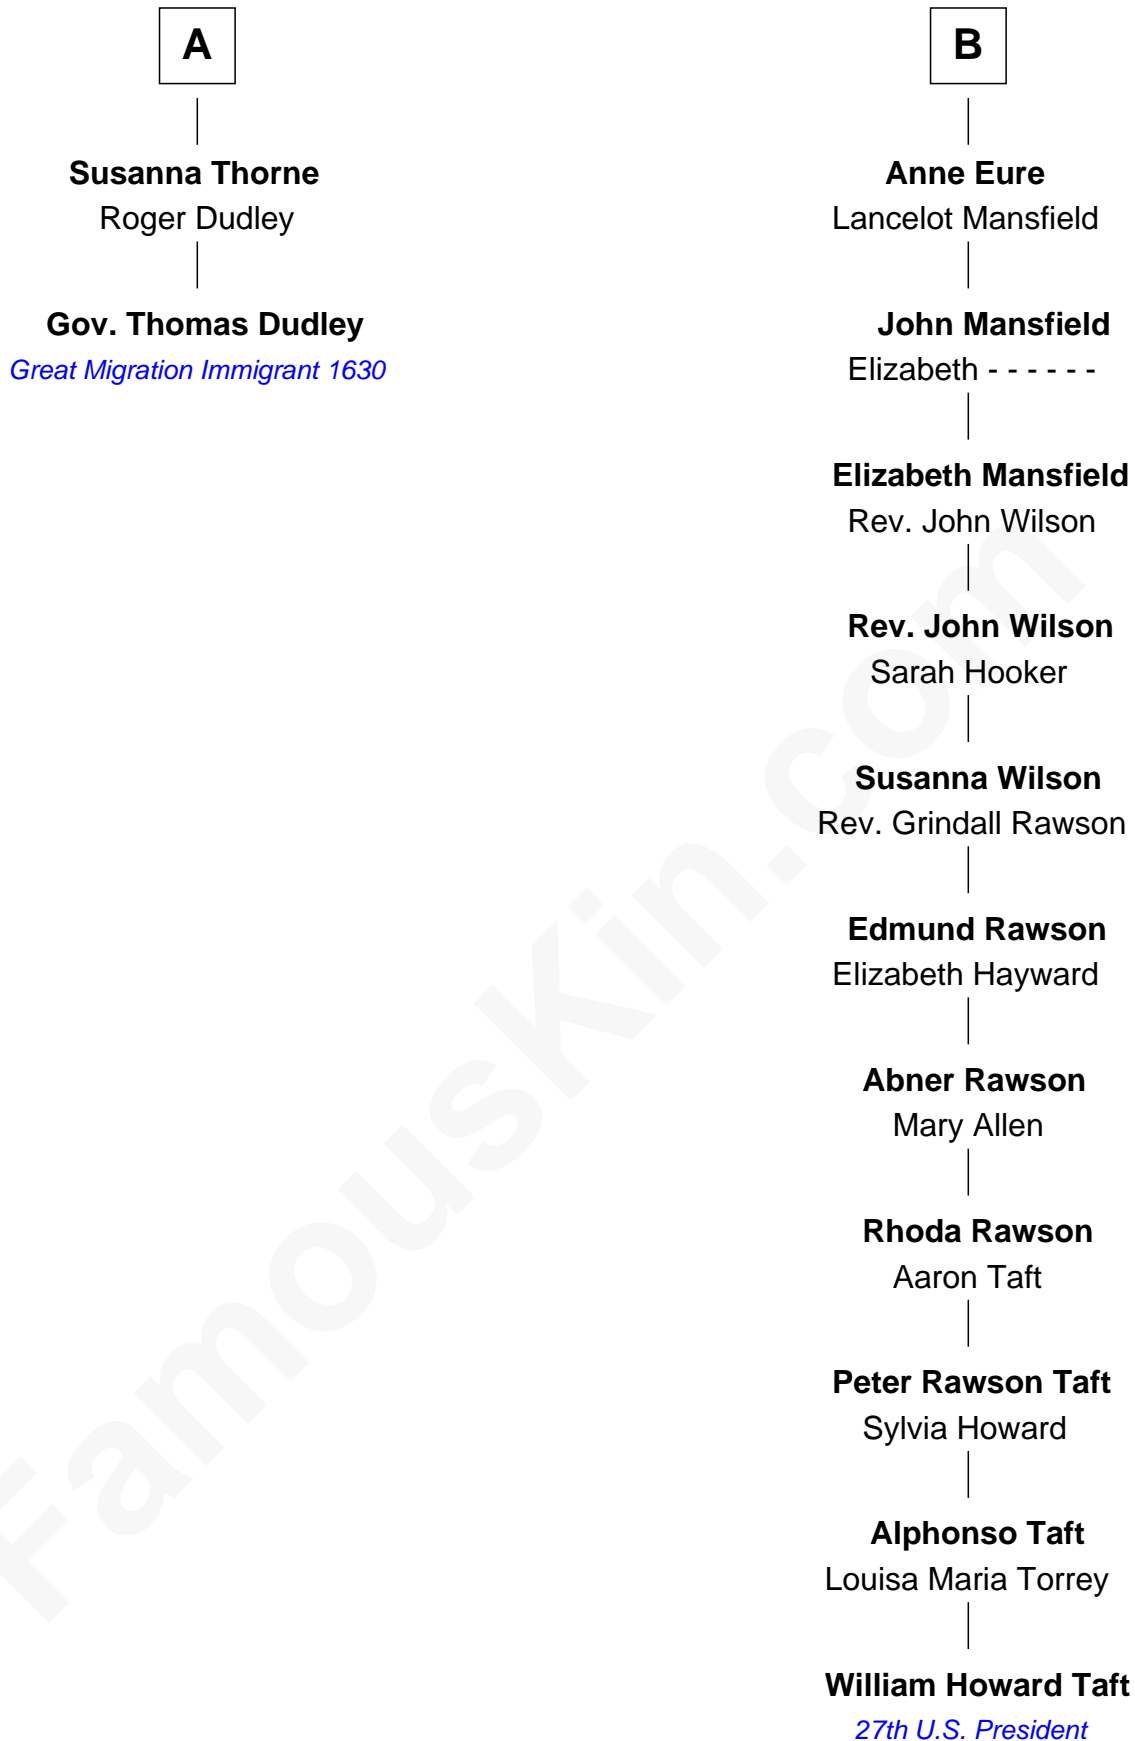 A
Susanna Thorne
Roger Dudley
Gov. Thomas Dudley
Great Migration Immigrant 1630
B
Anne Eure
Lancelot Mansfield
John Mansfield
Elizabeth - - - - - -
Elizabeth Mansfield
Rev. John Wilson
Rev. John Wilson
Sarah Hooker
Susanna Wilson
Rev. Grindall Rawson
Edmund Rawson
Elizabeth Hayward
Abner Rawson
Mary Allen
Rhoda Rawson
Aaron Taft
Peter Rawson Taft
Sylvia Howard
Alphonso Taft
Louisa Maria Torrey
William Howard Taft
27th U.S. President
FamousKin.com